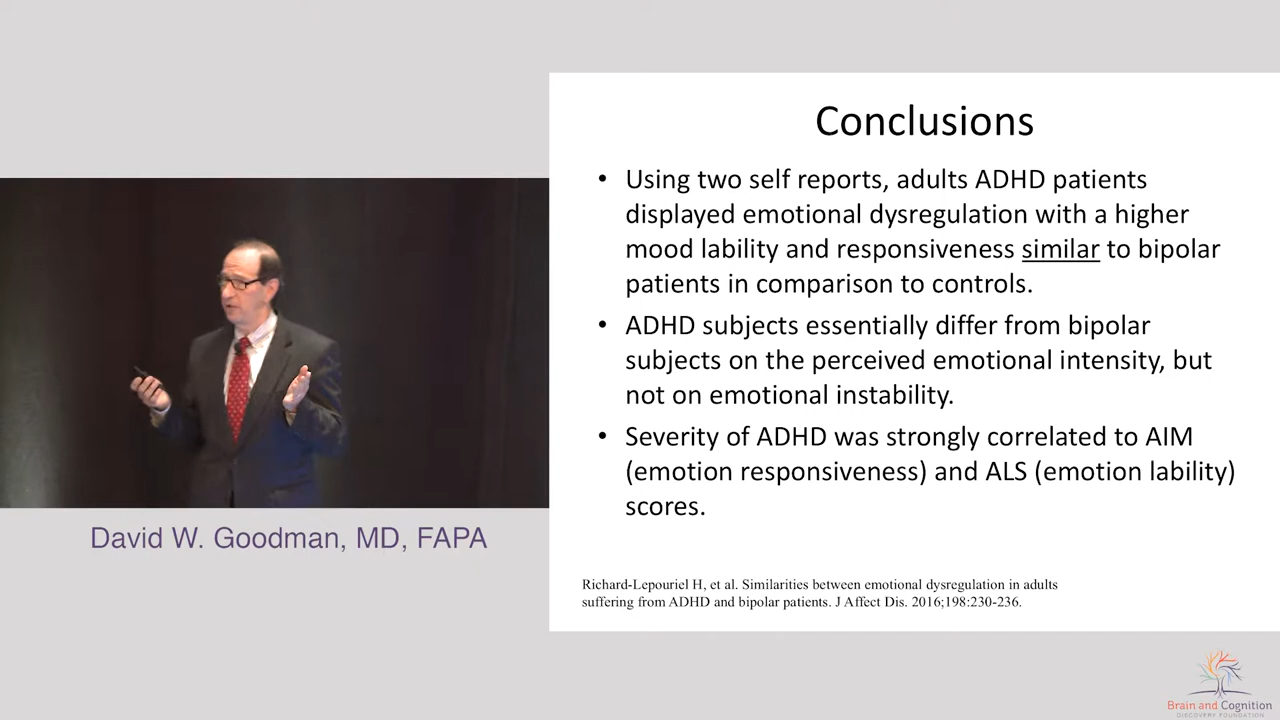 Conclusions
• Using two self reports, adults ADHD patients
displayed emotional dysregulation with a higher
mood lability and responsiveness similar to bipolar
patients in comparison to controls.
• ADHD subjects essentially differ from bipolar
subjects on the perceived emotional intensity, but
not on emotional instability.
• Severity of ADHD was strongly correlated to AIM
(emotion responsiveness) and ALS (emotion lability)
scores.
David W. Goodman, MD, FAPA
Richard-Lepouriel H, et al. Similarities between emotional dysregulation in adults
suffering from ADHD and bipolar patients. J Affect Dis. 2016;198:230-236.
Brain and Cognition
DISCOVERY FOUNDATION